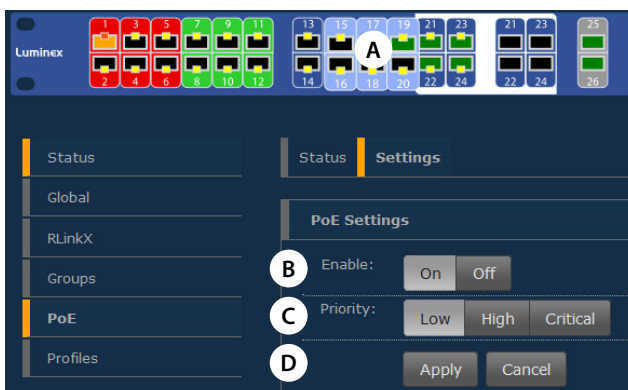 1 3 5 7 9 11 13 15 17 19 21 23 21 23 25
Luminex
A
2 4 6 8 10 12 14 16 18 20 22 24 22 24 26
Status
Global
RLinkX
Groups
PoE
Profiles
Status Settings
PoE Settings
B Enable: On Off
C Priority: Low High Critical
D Apply Cancel